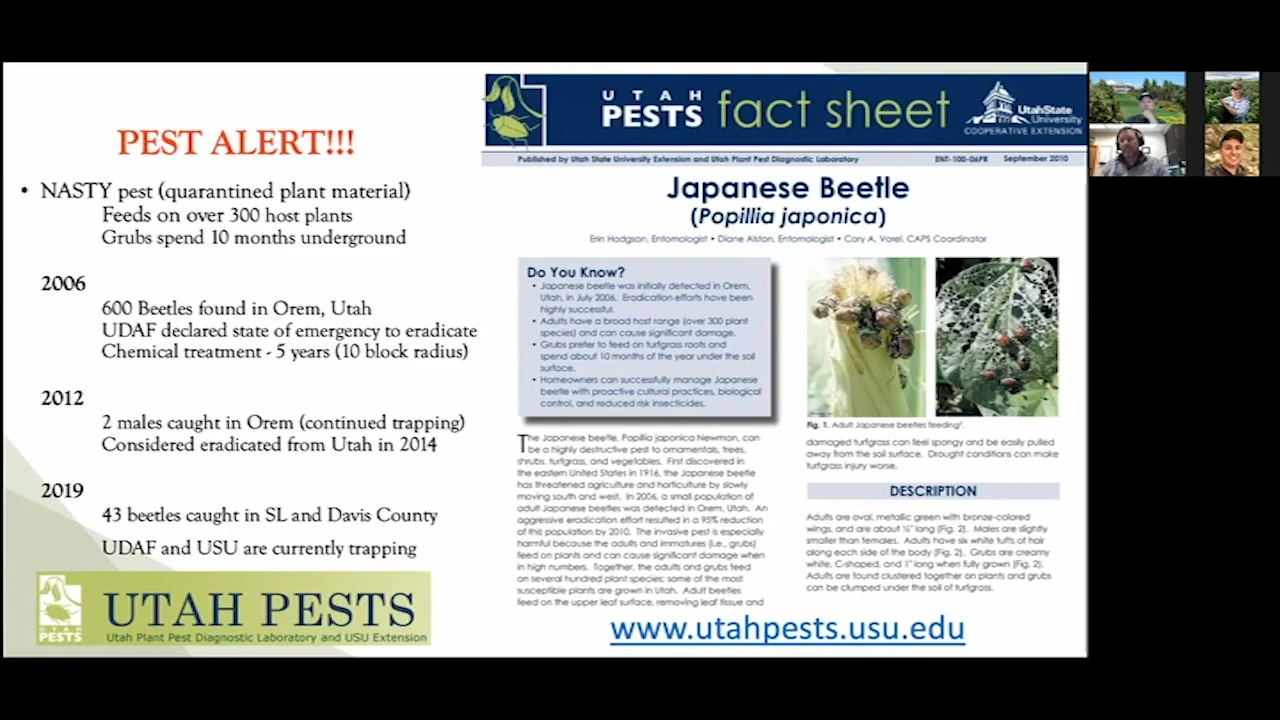 PEST ALERT!!!
• NASTY pest (quarantined plant material)
Feeds on over 300 host plants
Grubs spend 10 months underground
2006
600 Beetles found in Orem, Utah
UDAF declared state of emergency to eradicate
Chemical treatment - 5 years (10 block radius)
2012
2 males caught in Orem (continued trapping)
Considered eradicated from Utah in 2014
2019
43 beetles caught in SL and Davis County
UDAF and USU are currently trapping
UTAH PESTS
UTAH PESTS
Utah Plant Pest Diagnostic Laboratory and USU Extension
UTAH
PESTS fact sheet
UtahState
University
COOPERATIVE EXTENSION
Published by Utah State University Extension and Utah Plant Pest Diagnostic Laboratory
ENT-100-06PR September 2010
Japanese Beetle
(Popillia japonica)
Erin Hodgson, Entomologist • Diane Alston, Entomologist • Cory A. Vorel, CAPS Coordinator
Do You Know?
• Japanese beetle was initially detected in Orem,
Utah, in July 2006. Eradication efforts have been
highly successful.
• Adults have a broad host range (over 300 plant
species) and can cause significant damage.
• Grubs prefer to feed on turfgrass roots and
spend about 10 months of the year under the soil
surface.
• Homeowners can successfully manage Japanese
beetle with proactive cultural practices, biological
control, and reduced risk insecticides.
The Japanese beetle, Popillia japonica Newman, can
be a highly destructive pest to ornamentals, trees,
shrubs, turfgrass, and vegetables. First discovered in
the eastern United States in 1916, the Japanese beetle
has threatened agriculture and horticulture by slowly
moving south and west. In 2006, a small population of
adult Japanese beetles was detected in Orem, Utah. An
aggressive eradication effort resulted in a 95% reduction
of this population by 2010. The invasive pest is especially
harmful because the adults and immatures (i.e., grubs)
feed on plants and can cause significant damage when
in high numbers. Together, the adults and grubs feed
on several hundred plant species; some of the most
susceptible plants are grown in Utah. Adult beetles
feed on the upper leaf surface, removing leaf tissue and
Fig. 1. Adult Japanese beetles feeding¹.
damaged turfgrass can feel spongy and be easily pulled
away from the soil surface. Drought conditions can make
turfgrass injury worse.
DESCRIPTION
Adults are oval, metallic green with bronze-colored
wings, and are about ½" long (Fig. 2). Males are slightly
smaller than females. Adults have six white tufts of hair
along each side of the body (Fig. 2). Grubs are creamy
white, C-shaped, and 1" long when fully grown (Fig. 2).
Adults are found clustered together on plants and grubs
can be clumped under the soil of turfgrass.
www.utahpests.usu.edu